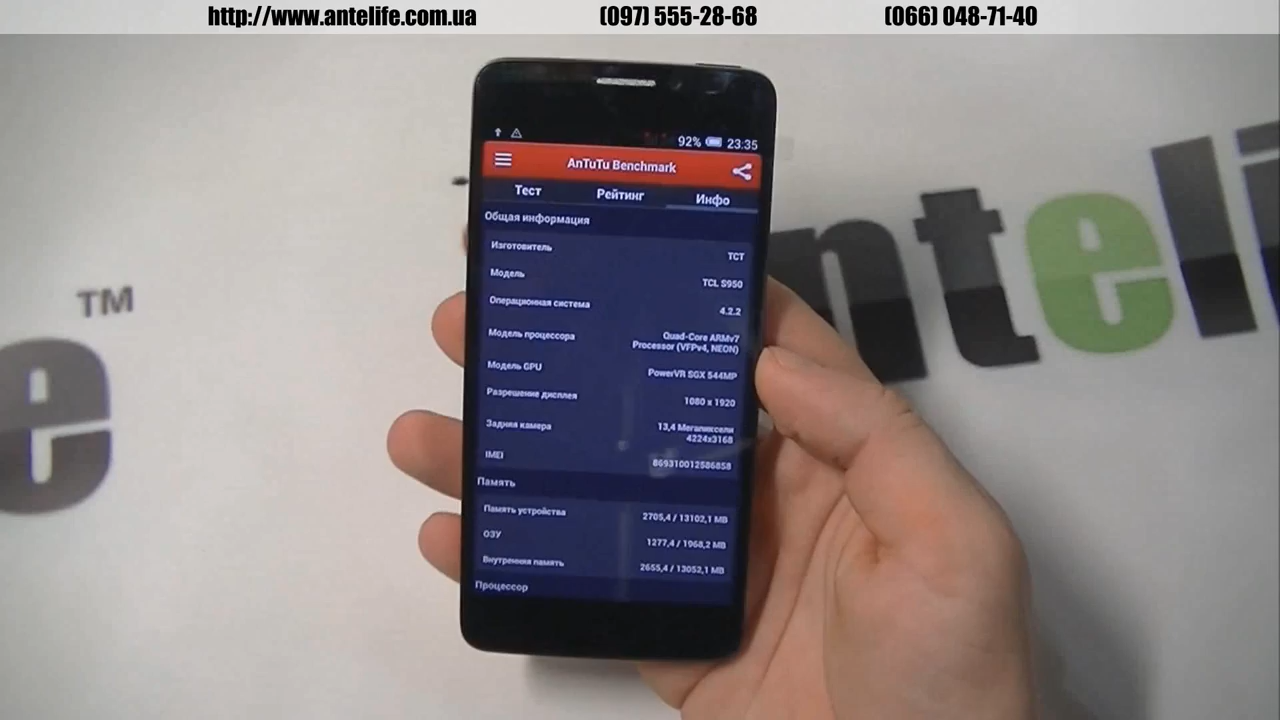 http://www.antelife.com.ua (097) 555-28-68 (066) 048-71-40
92% 23:35
AnTuTu Benchmark
Тест Рейтинг Инфо
Общая информация
Изготовитель TCT
Модель TCL S950
Операционная система 4.2.2
Модель процессора Quad-Core ARMv7
Processor (VFPv4, NEON)
Модель GPU PowerVR SGX 544MP
Разрешение дисплея 1080 x 1920
Задняя камера 13,4 Мегапиксели
4224x3168
IMEI 869310012586858
Память
Память устройства 2705,4 / 13102,1 MB
ОЗУ 1277,4 / 1968,2 MB
Внутренняя память 2655,4 / 13052,1 MB
Процессор
TM
e
anteli